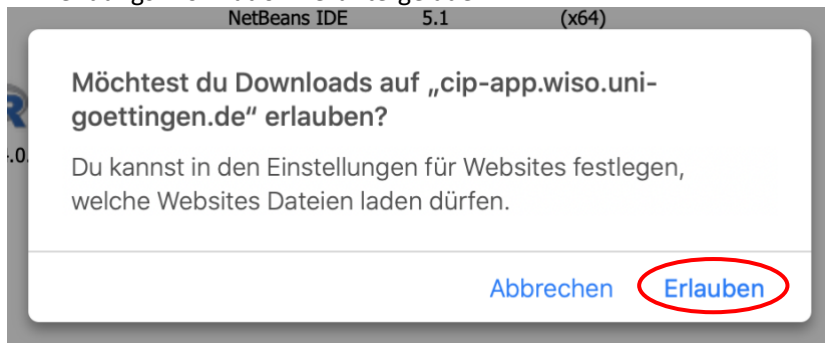 NetBeans IDE 5.1 (x64)
Möchtest du Downloads auf „cip-app.wiso.uni-
goettingen.de“ erlauben?
R
.0.
Du kannst in den Einstellungen für Websites festlegen,
welche Websites Dateien laden dürfen.
Abbrechen Erlauben